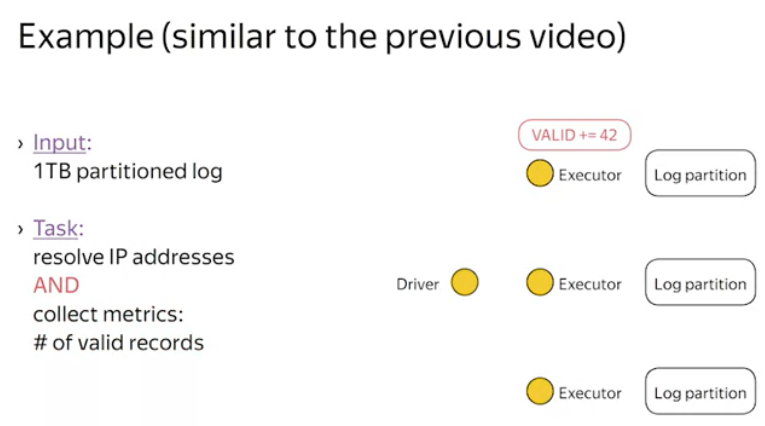 Example (similar to the previous video)
› Input:
1TB partitioned log
› Task:
resolve IP addresses
AND
collect metrics:
# of valid records
VALID += 42
Executor
Log partition
Driver
Executor
Log partition
Executor
Log partition